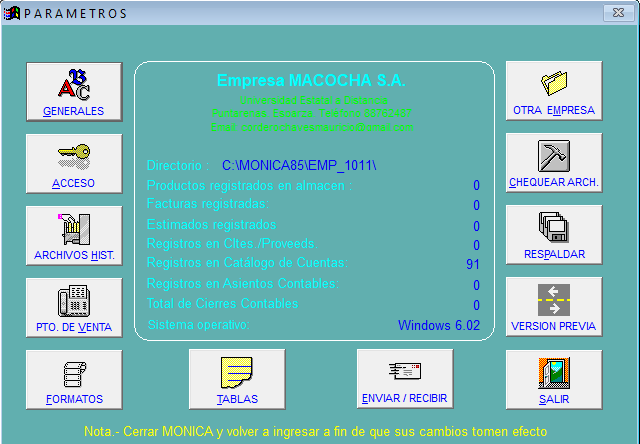 PARAMETROS
Empresa MACOCHA S.A.
Directorio : C:\MONICA85\EMP_1011\
Productos registrados en almacen : 0
Facturas registradas: 0
Estimados registrados 0
Registros en Cltes./Proveeds. 0
Registros en Catálogo de Cuentas: 91
Registros en Asientos Contables: 0
Total de Cierres Contables 0
Sistema operativo: Windows 6.02
GENERALES
ACCESO
ARCHIVOS HIST.
PTO. DE VENTA
FORMATOS
TABLAS
ENVIAR / RECIBIR
OTRA EMPRESA
CHEQUEAR ARCH.
RESPALDAR
VERSION PREVIA
SALIR
Nota.- Cerrar MONICA y volver a ingresar a fin de que sus cambios tomen efecto